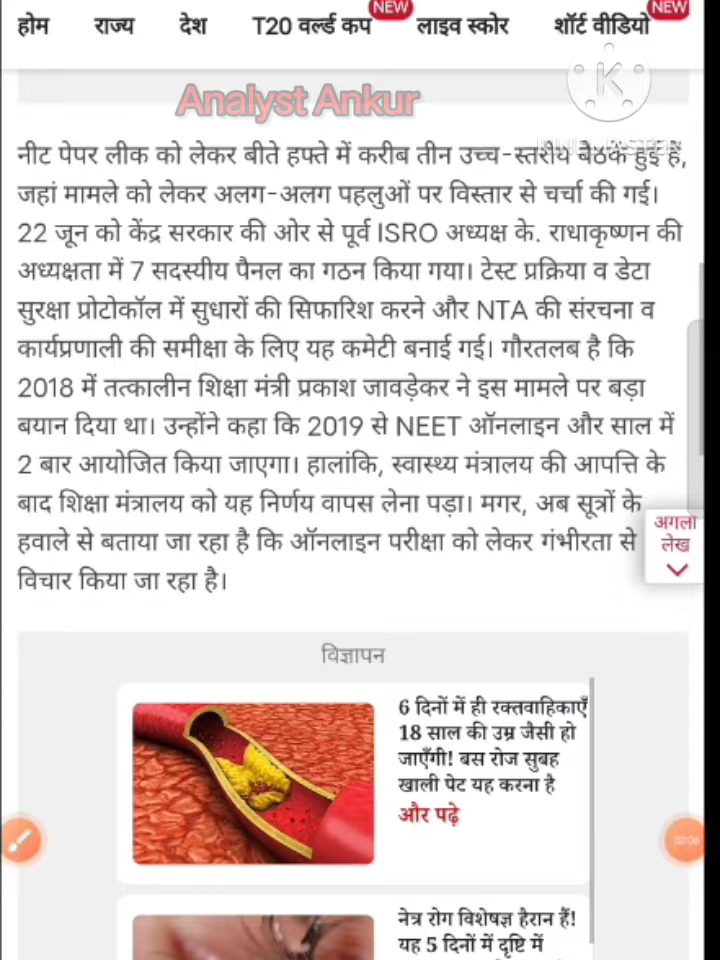 NEW
NEW
होम राज्य देश T20 वर्ल्ड कप लाइव स्कोर शॉर्ट वीडियो
K
Analyst Ankur
KINEMASTER
नीट पेपर लीक को लेकर बीते हफ्ते में करीब तीन उच्च-स्तरीय बैठकें हुई हैं,
जहां मामले को लेकर अलग-अलग पहलुओं पर विस्तार से चर्चा की गई।
22 जून को केंद्र सरकार की ओर से पूर्व ISRO अध्यक्ष के. राधाकृष्णन की
अध्यक्षता में 7 सदस्यीय पैनल का गठन किया गया। टेस्ट प्रक्रिया व डेटा
सुरक्षा प्रोटोकॉल में सुधारों की सिफारिश करने और NTA की संरचना व
कार्यप्रणाली की समीक्षा के लिए यह कमेटी बनाई गई। गौरतलब है कि
2018 में तत्कालीन शिक्षा मंत्री प्रकाश जावड़ेकर ने इस मामले पर बड़ा
बयान दिया था। उन्होंने कहा कि 2019 से NEET ऑनलाइन और साल में
2 बार आयोजित किया जाएगा। हालांकि, स्वास्थ्य मंत्रालय की आपत्ति के
बाद शिक्षा मंत्रालय को यह निर्णय वापस लेना पड़ा। मगर, अब सूत्रों के
हवाले से बताया जा रहा है कि ऑनलाइन परीक्षा को लेकर गंभीरता से
विचार किया जा रहा है।
अगला
लेख
विज्ञापन
6 दिनों में ही रक्तवाहिकाएँ
18 साल की उम्र जैसी हो
जाएँगी! बस रोज सुबह
खाली पेट यह करना है
और पढ़े
नेत्र रोग विशेषज्ञ हैरान हैं!
यह 5 दिनों में दृष्टि में